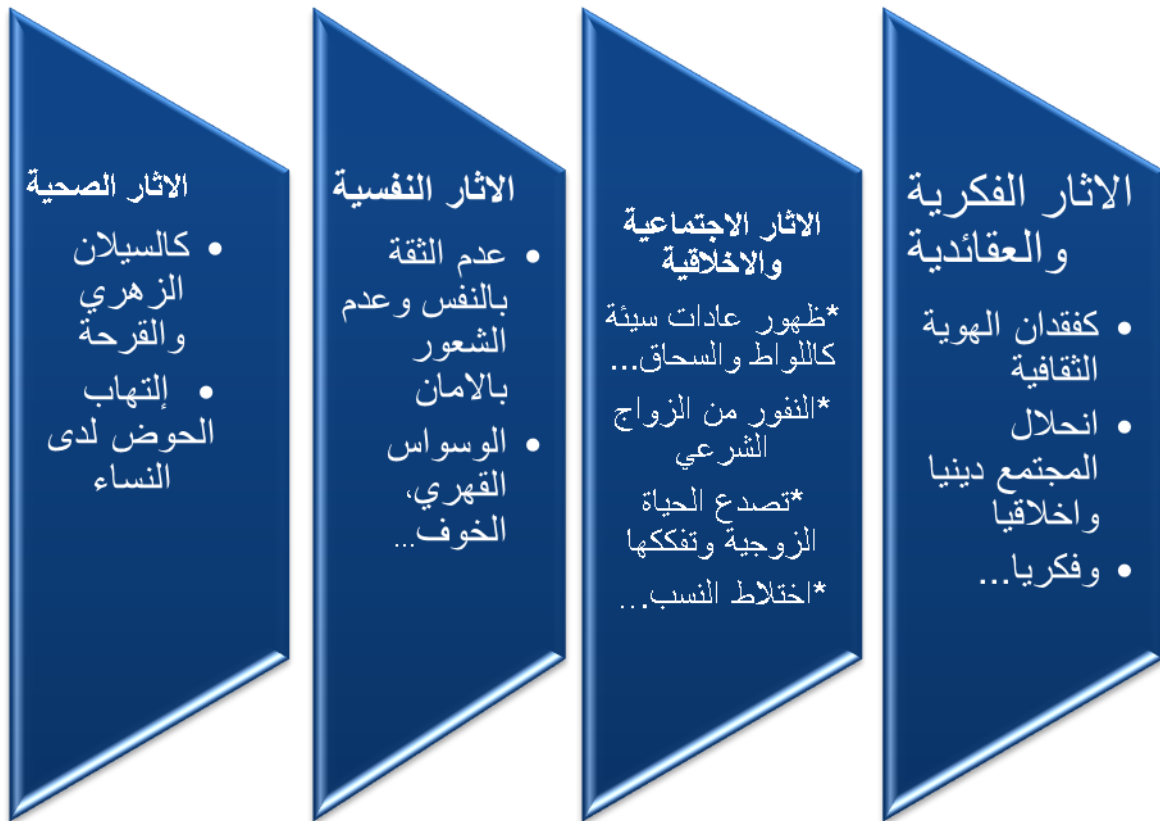 الاثار الفكرية
والعقائدية
• كفقدان الهوية
الثقافية
• انحلال
المجتمع دينيا
واخلاقيا
• وفكريا...
الاثار الاجتماعية
والاخلاقية
*ظهور عادات سيئة
كاللواط والسحاق...
*النفور من الزواج
الشرعي
*تصدع الحياة
الزوجية وتفككها
*اختلاط النسب...
الاثار النفسية
• عدم الثقة
بالنفس وعدم
الشعور
بالامان
• الوسواس
القهري،
الخوف...
الاثار الصحية
• كالسيلان
الزهري
والقرحة
• إلتهاب
الحوض لدى
النساء